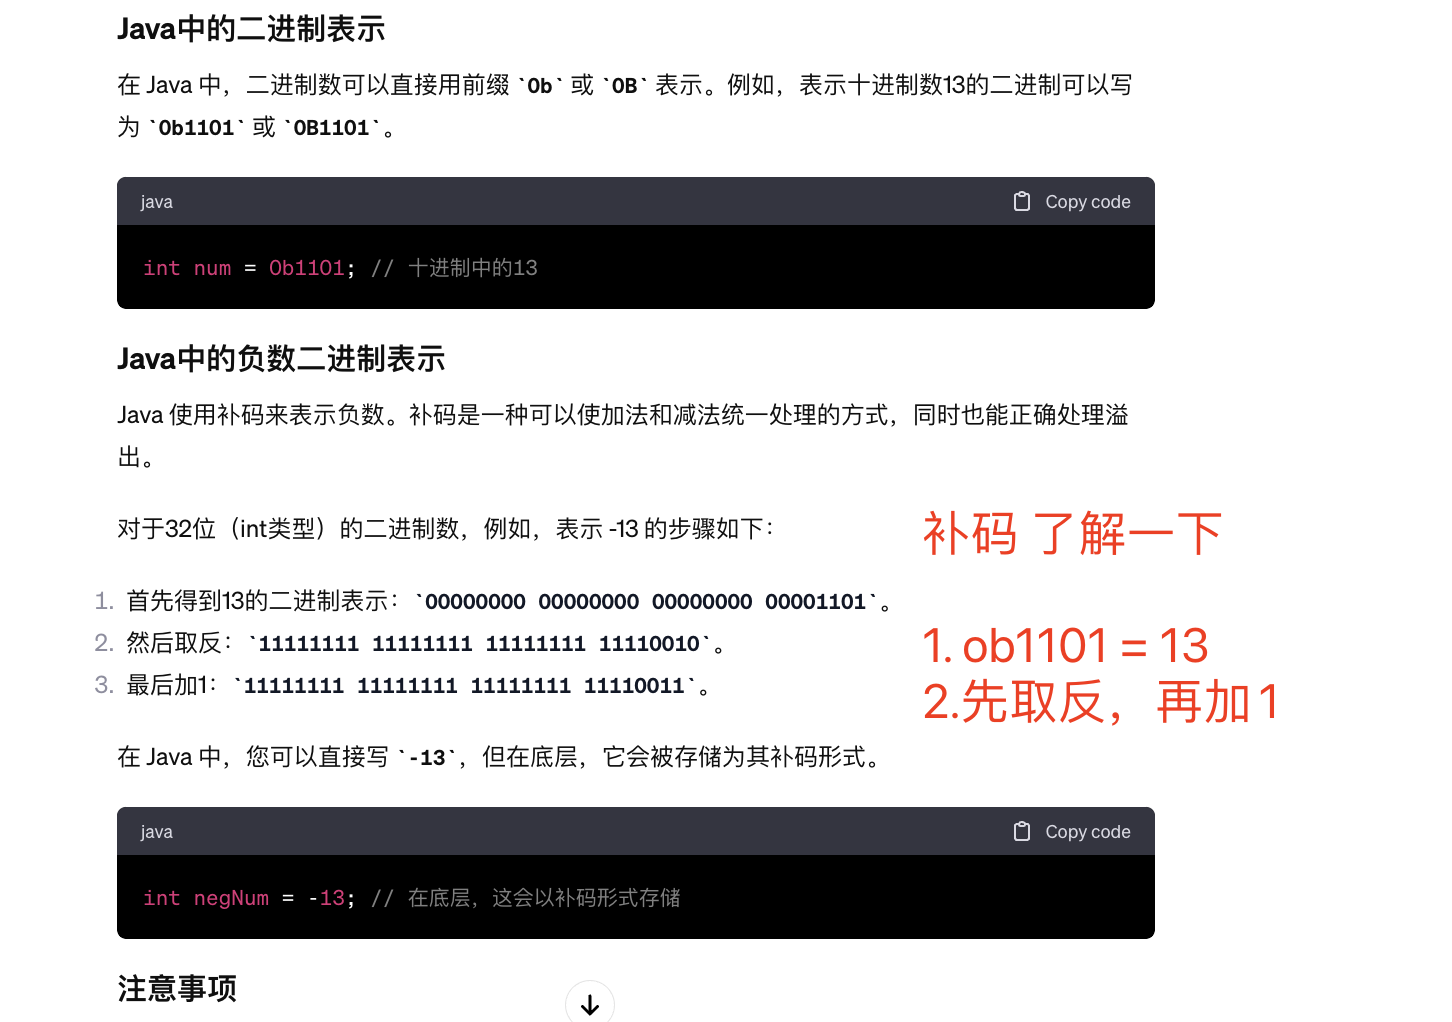 Java中的二进制表示
在 Java 中，二进制数可以直接用前缀 `0b` 或 `0B` 表示。例如，表示十进制数13的二进制可以写
为 `0b1101` 或 `0B1101`。
java
Copy code
int num = 0b1101; // 十进制中的13
Java中的负数二进制表示
Java 使用补码来表示负数。补码是一种可以使加法和减法统一处理的方式，同时也能正确处理溢
出。
对于32位（int类型）的二进制数，例如，表示 -13 的步骤如下：
补码 了解一下
1. 首先得到13的二进制表示：`00000000 00000000 00000000 00001101`。
2. 然后取反：`11111111 11111111 11111111 11110010`。
3. 最后加1：`11111111 11111111 11111111 11110011`。
1. ob1101 = 13
2.先取反，再加1
在 Java 中，您可以直接写 `-13`，但在底层，它会被存储为其补码形式。
java
Copy code
int negNum = -13; // 在底层，这会以补码形式存储
注意事项